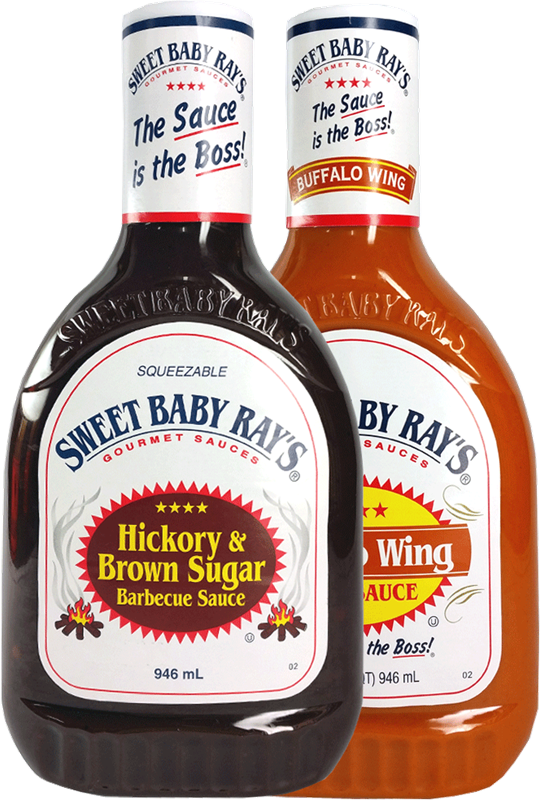 SWEET BABY RAY'S
GOURMET SAUCES
The Sauce
is the Boss!
SWEET BABY RAY'S
SQUEEZABLE
SWEET BABY RAY'S®
GOURMET SAUCES
Hickory &
Brown Sugar
Barbecue Sauce
U
946 mL
02
SWEET BABY RAY'S
GOURMET SAUCES
The Sauce
is the Boss!
BUFFALO WING
BABY RAY'S
BY RAY'S®
SAUCES
Wing
SAUCE
the Boss!
U
T) 946 mL
02